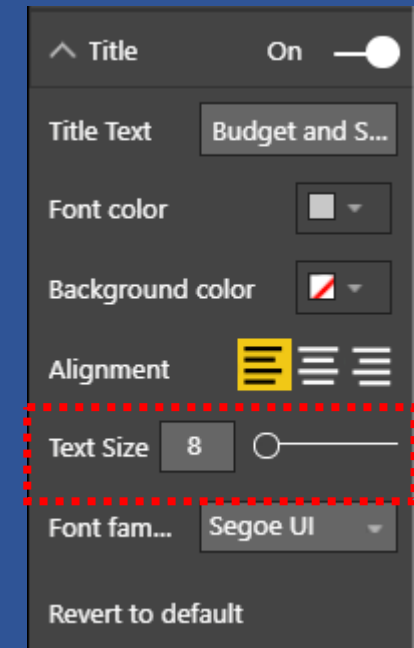 Title On
Title Text Budget and S...
Font color
Background color
Alignment
Text Size 8
Font fam... Segoe UI
Revert to default